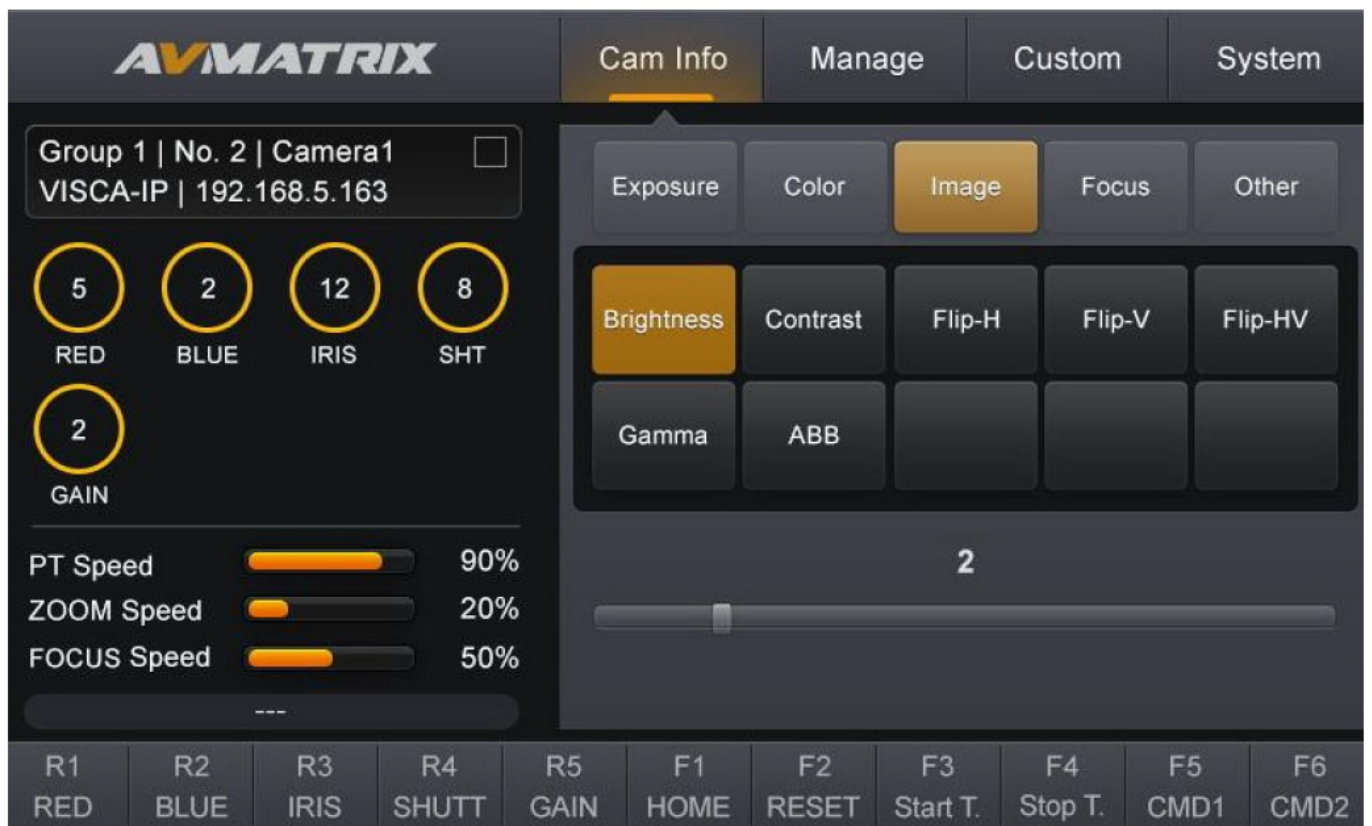 AVMATRIX
Cam Info Manage Custom System
Group 1 | No. 2 | Camera1
VISCA-IP | 192.168.5.163
5 2 12 8
RED BLUE IRIS SHT
2
GAIN
PT Speed 90%
ZOOM Speed 20%
FOCUS Speed 50%
---
Exposure Color Image Focus Other
Brightness Contrast Flip-H Flip-V Flip-HV
Gamma ABB
2
R1 R2 R3 R4 R5 F1 F2 F3 F4 F5 F6
RED BLUE IRIS SHUTT GAIN HOME RESET Start T. Stop T. CMD1 CMD2